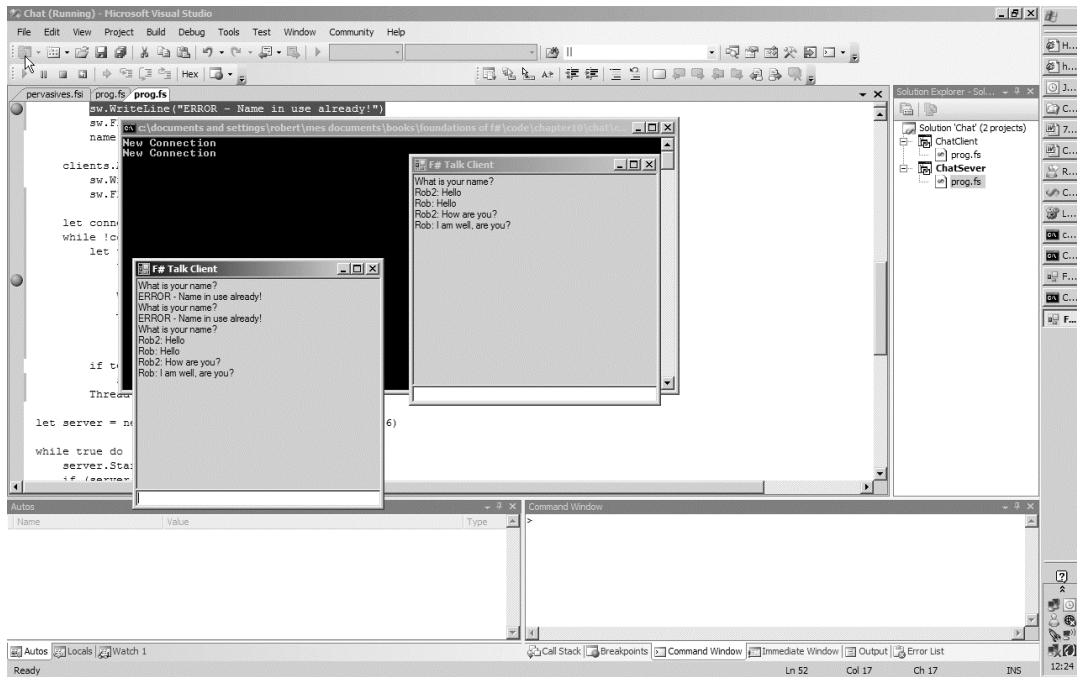 Chat (Running) - Microsoft Visual Studio
File Edit View Project Build Debug Tools Test Window Community Help
Hex
pervasives.fsi prog.fs prog.fs
sw.WriteLine("ERROR - Name in use already!")
sw.F
name
clients.
sw.W
sw.F
let conn
while !c
let
if t
Threa
let server = n 6)
while true do
server.Sta
if (server
c:\documents and settings\robert\mes documents\books\foundations of f#\code\chapter10\chat\c...
New Connection
New Connection
F# Talk Client
What is your name?
Rob2: Hello
Rob: Hello
Rob2: How are you?
Rob: I am well, are you?
F# Talk Client
What is your name?
ERROR - Name in use already!
What is your name?
ERROR - Name in use already!
What is your name?
Rob2: Hello
Rob: Hello
Rob2: How are you?
Rob: I am well, are you?
Solution Explorer - Sol...
Solution 'Chat' (2 projects)
ChatClient
prog.fs
ChatSever
prog.fs
H...
h...
J...
C...
7...
C...
R...
C...
L...
c...
C...
F...
C...
F...
Autos
Name Value Type
Command Window
>
Autos Locals Watch 1
Call Stack Breakpoints Command Window Immediate Window Output Error List
Ready Ln 52 Col 17 Ch 17 INS
12:24